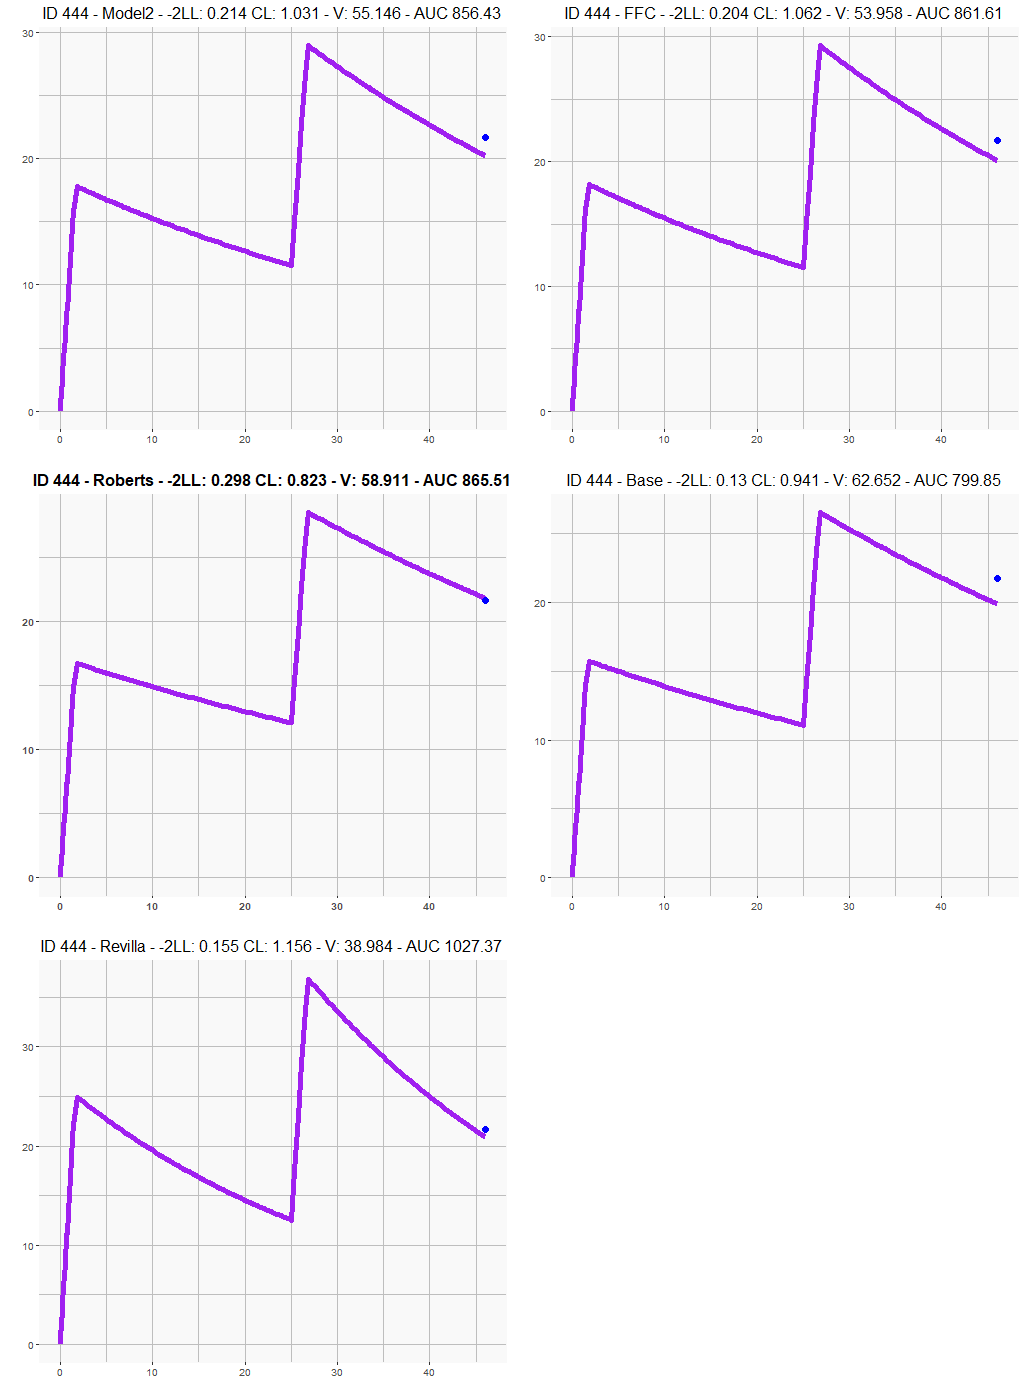 ID 444 - Model2 - -2LL: 0.214 CL: 1.031 - V: 55.146 - AUC 856.43
30
20
10
0
0 10 20 30 40
ID 444 - FFC - -2LL: 0.204 CL: 1.062 - V: 53.958 - AUC 861.61
30
20
10
0
0 10 20 30 40
ID 444 - Roberts - -2LL: 0.298 CL: 0.823 - V: 58.911 - AUC 865.51
20
10
0
0 10 20 30 40
ID 444 - Base - -2LL: 0.13 CL: 0.941 - V: 62.652 - AUC 799.85
20
10
0
0 10 20 30 40
ID 444 - Revilla - -2LL: 0.155 CL: 1.156 - V: 38.984 - AUC 1027.37
30
20
10
0
0 10 20 30 40